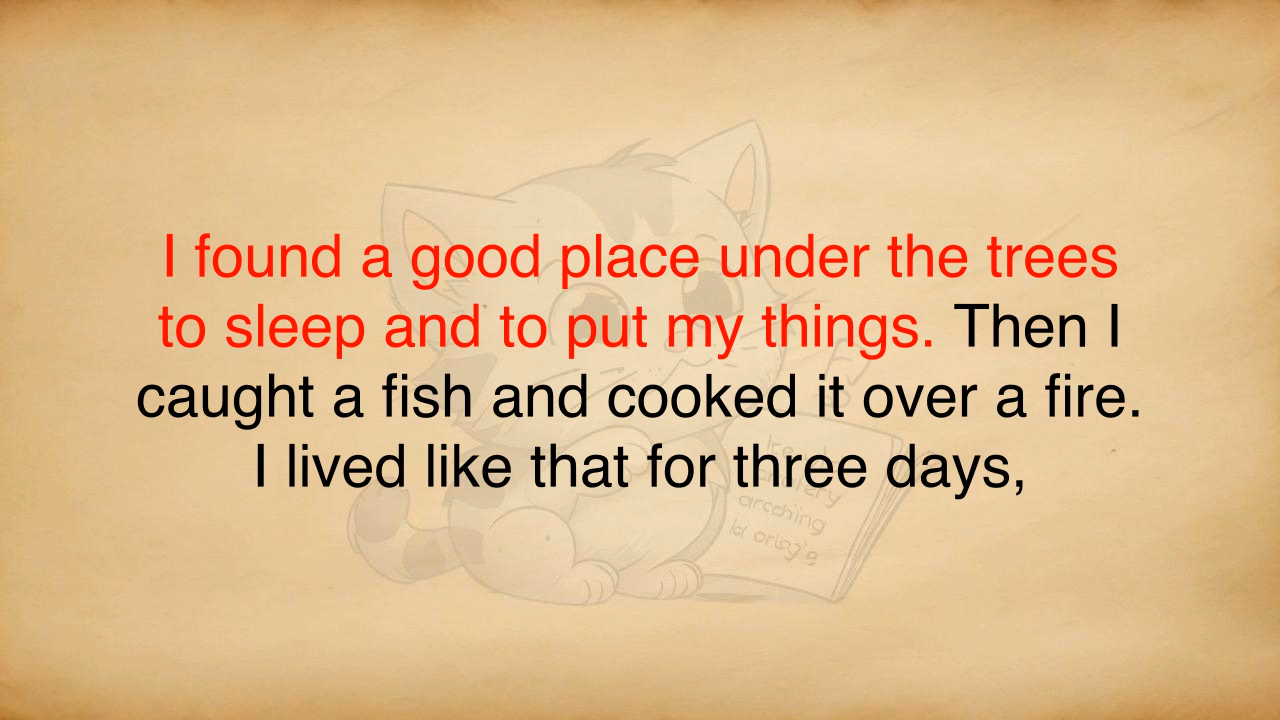 I found a good place under the trees
to sleep and to put my things. Then I
caught a fish and cooked it over a fire.
I lived like that for three days,